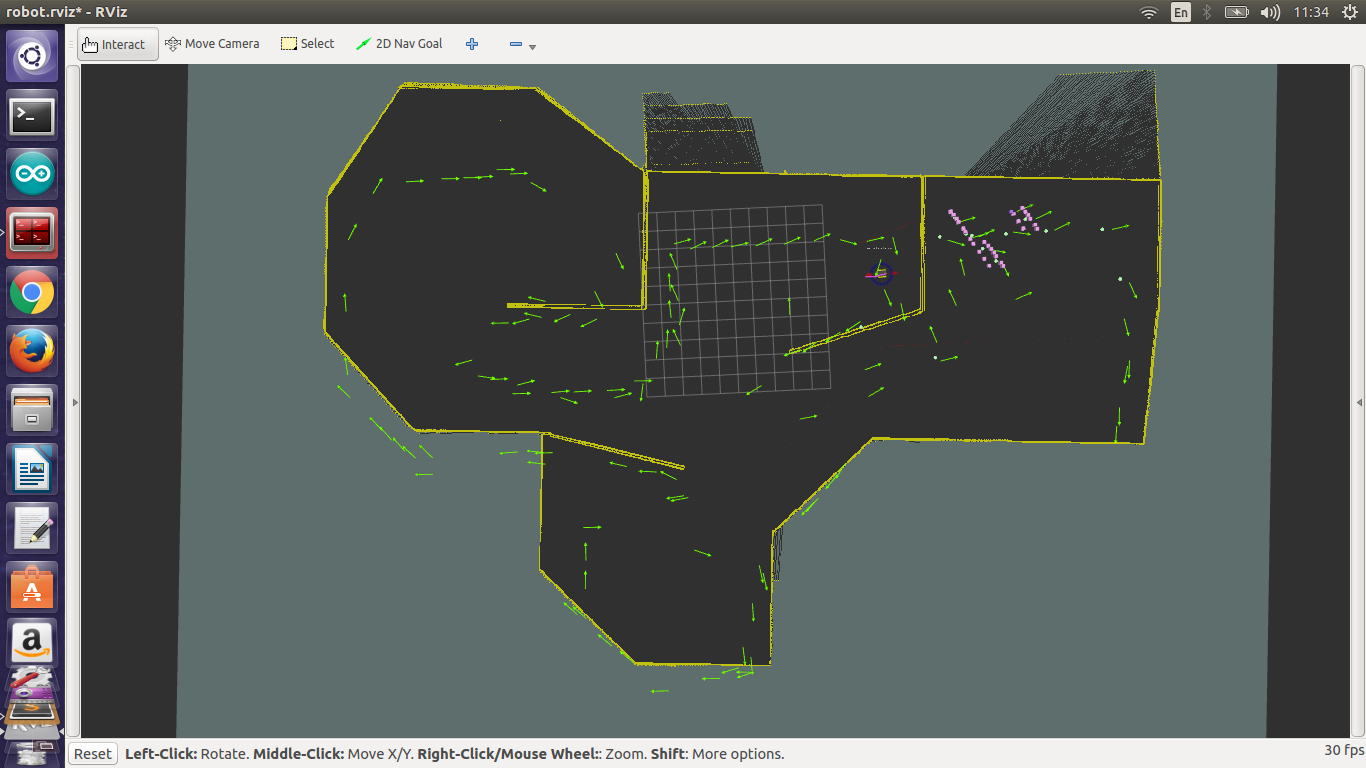 robot.rviz* - RViz
En
11:34
Interact
Move Camera
Select
2D Nav Goal
Reset
Left-Click: Rotate. Middle-Click: Move X/Y. Right-Click/Mouse Wheel:: Zoom. Shift: More options.
30 fps